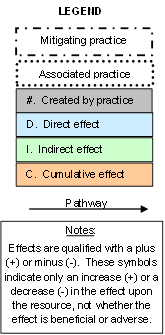 LEGEND
Mitigating practice
Associated practice
#. Created by practice
D. Direct effect
I. Indirect effect
C. Cumulative effect
Pathway
Notes:
Effects are qualified with a plus
(+) or minus (-). These symbols
indicate only an increase (+) or a
decrease (-) in the effect upon
the resource, not whether the
effect is beneficial or adverse.